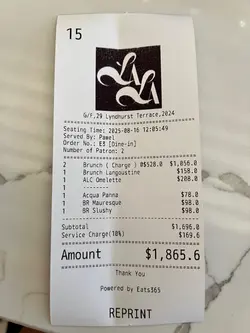 15
LALA
G/F,29 Lyndhurst Terrace,2024
Seating Time: 2025-08-16 12:05:49
Served By: Pamel
Order No.: E3 [Dine-in]
Number of Patron: 2
2 Brunch ( Charge ) @$528.0 $1,056.0
1 Brunch Langoustine $158.0
1 ALC Omelette $208.0
1 -------
1 Acqua Panna $78.0
1 BR Mauresque $98.0
1 BR Slushy $98.0
Subtotal $1,696.0
Service Charge(10%) $169.6
Amount $1,865.6
Thank You
Powered by Eats365
REPRINT